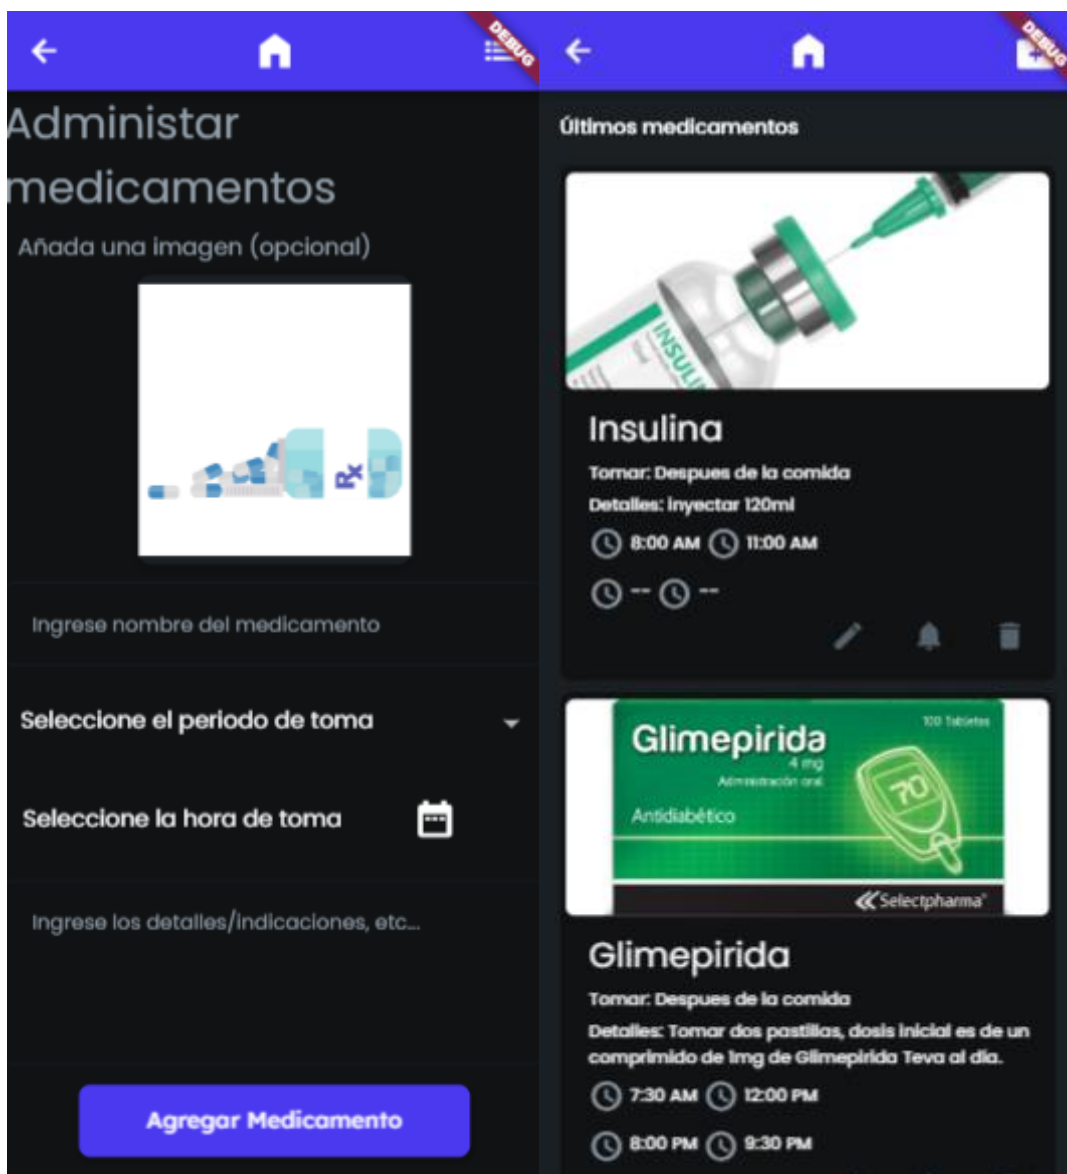 DEBUG
Administar
medicamentos
Añada una imagen (opcional)
Rx
Ingrese nombre del medicamento
Seleccione el periodo de toma
Seleccione la hora de toma
Ingrese los detalles/indicaciones, etc...
Agregar Medicamento
DEBUG
Últimos medicamentos
INSULIN
Insulina
Tomar: Despues de la comida
Detalles: inyectar 120ml
8:00 AM 11:00 AM
-- --
Glimepirida
100 Tabletas
4 mg
Administración oral
70
Antidiabético
Selectpharma
Glimepirida
Tomar: Despues de la comida
Detalles: Tomar dos pastillas, dosis inicial es de un
comprimido de 1mg de Glimepirida Teva al día.
7:30 AM 12:00 PM
8:00 PM 9:30 PM